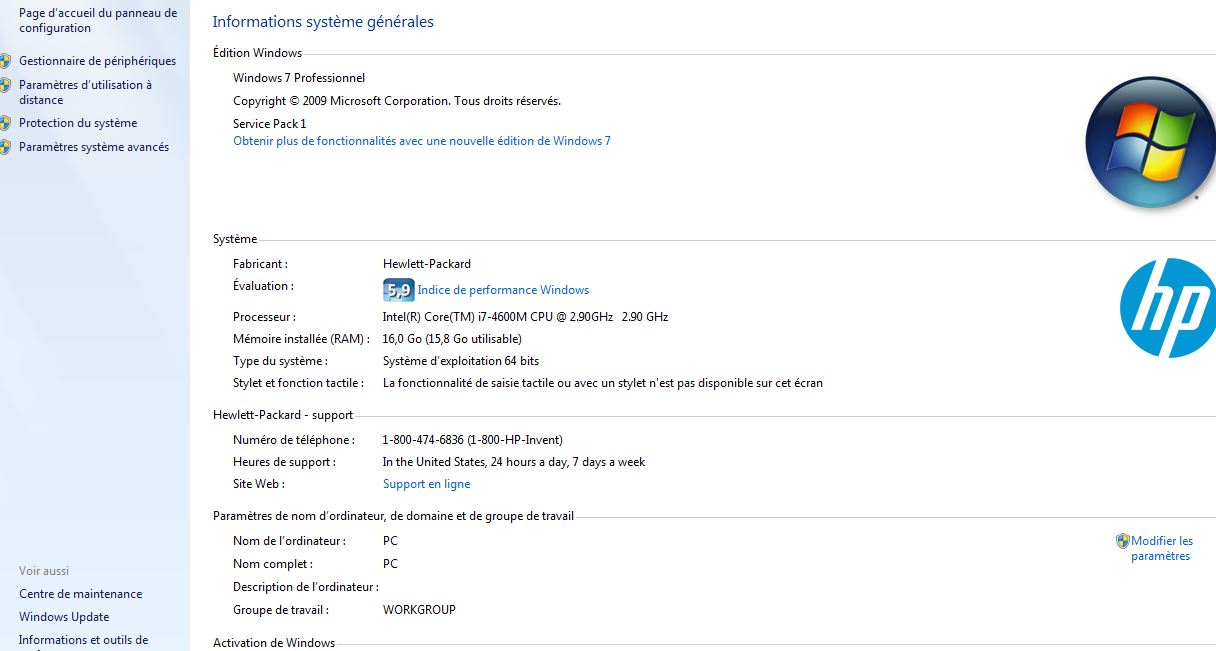 Page d'accueil du panneau de
configuration
Gestionnaire de périphériques
Paramètres d'utilisation à
distance
Protection du système
Paramètres système avancés
Voir aussi
Centre de maintenance
Windows Update
Informations et outils de
Informations système générales
Édition Windows
Windows 7 Professionnel
Copyright © 2009 Microsoft Corporation. Tous droits réservés.
Service Pack 1
Obtenir plus de fonctionnalités avec une nouvelle édition de Windows 7
Système
Fabricant : Hewlett-Packard
Évaluation : 5,9 Indice de performance Windows
Processeur : Intel(R) Core(TM) i7-4600M CPU @ 2.90GHz 2.90 GHz
Mémoire installée (RAM) : 16,0 Go (15,8 Go utilisable)
Type du système : Système d'exploitation 64 bits
Stylet et fonction tactile : La fonctionnalité de saisie tactile ou avec un stylet n'est pas disponible sur cet écran
hp
Hewlett-Packard - support
Numéro de téléphone : 1-800-474-6836 (1-800-HP-Invent)
Heures de support : In the United States, 24 hours a day, 7 days a week
Site Web : Support en ligne
Paramètres de nom d'ordinateur, de domaine et de groupe de travail
Nom de l'ordinateur : PC
Modifier les
paramètres
Nom complet : PC
Description de l'ordinateur :
Groupe de travail : WORKGROUP
Activation de Windows